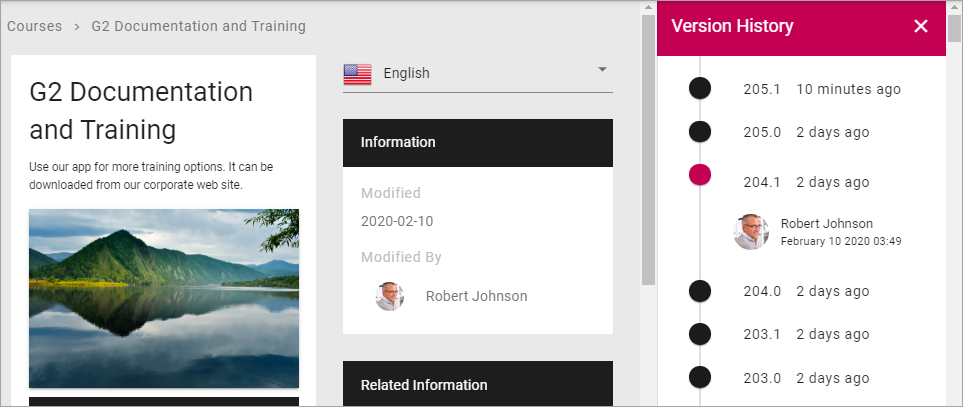 Courses > G2 Documentation and Training
G2 Documentation
and Training
Use our app for more training options. It can be
downloaded from our corporate web site.
English
Information
Modified
2020-02-10
Modified By
Robert Johnson
Related Information
Version History
205.1 10 minutes ago
205.0 2 days ago
204.1 2 days ago
Robert Johnson
February 10 2020 03:49
204.0 2 days ago
203.1 2 days ago
203.0 2 days ago